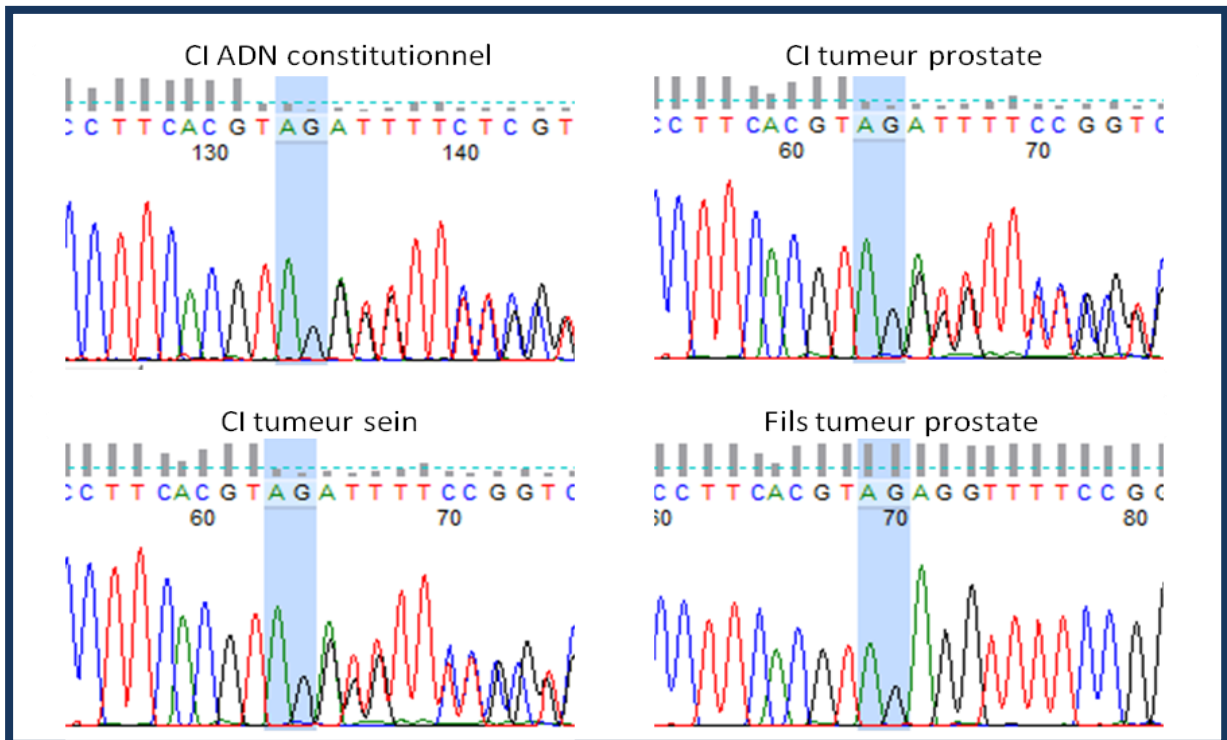 CI ADN constitutionnel
C C T T C A C G T A G A T T T T C T C G T
130 140
CI tumeur prostate
C C T T C A C G T A G A T T T T C C G G T C
60 70
CI tumeur sein
C C T T C A C G T A G A T T T T C C G G T C
60 70
Fils tumeur prostate
C C T T C A C G T A G A G G T T T T C C G G
60 70 80